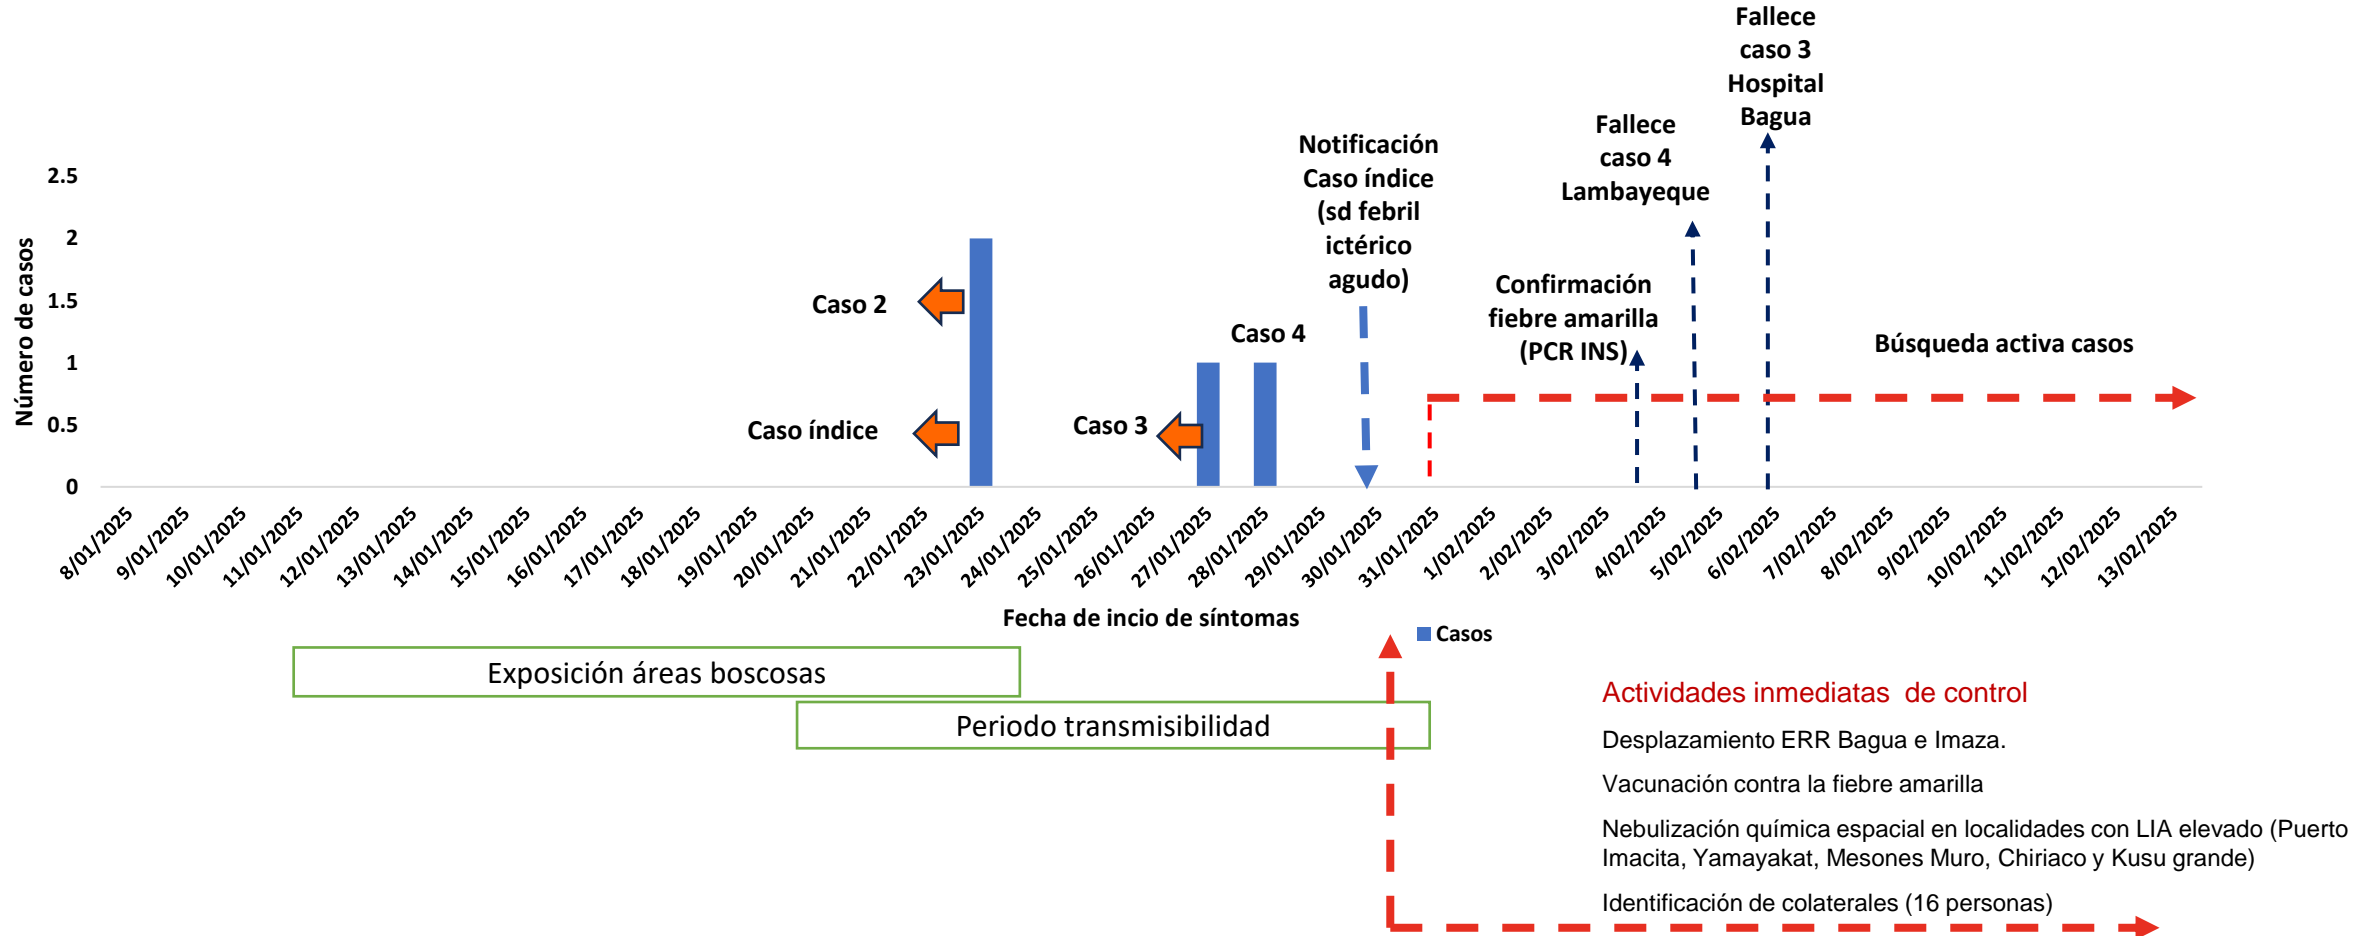 Fallece
caso 3
Hospital
Bagua
Fallece
caso 4
Lambayeque
Notificación
Caso índice
(sd febril
ictérico
agudo)
Confirmación
fiebre amarilla
(PCR INS)
Búsqueda activa casos
Número de casos
2.5
2
1.5
1
0.5
0
Caso 2
Caso índice
Caso 3
Caso 4
8/01/2025
9/01/2025
10/01/2025
11/01/2025
12/01/2025
13/01/2025
14/01/2025
15/01/2025
16/01/2025
17/01/2025
18/01/2025
19/01/2025
20/01/2025
21/01/2025
22/01/2025
23/01/2025
24/01/2025
25/01/2025
26/01/2025
27/01/2025
28/01/2025
29/01/2025
30/01/2025
31/01/2025
1/02/2025
2/02/2025
3/02/2025
4/02/2025
5/02/2025
6/02/2025
7/02/2025
8/02/2025
9/02/2025
10/02/2025
11/02/2025
12/02/2025
13/02/2025
Fecha de incio de síntomas
Casos
Exposición áreas boscosas
Periodo transmisibilidad
Actividades inmediatas de control
Desplazamiento ERR Bagua e Imaza.
Vacunación contra la fiebre amarilla
Nebulización química espacial en localidades con LIA elevado (Puerto
Imacita, Yamayakat, Mesones Muro, Chiriaco y Kusu grande)
Identificación de colaterales (16 personas)